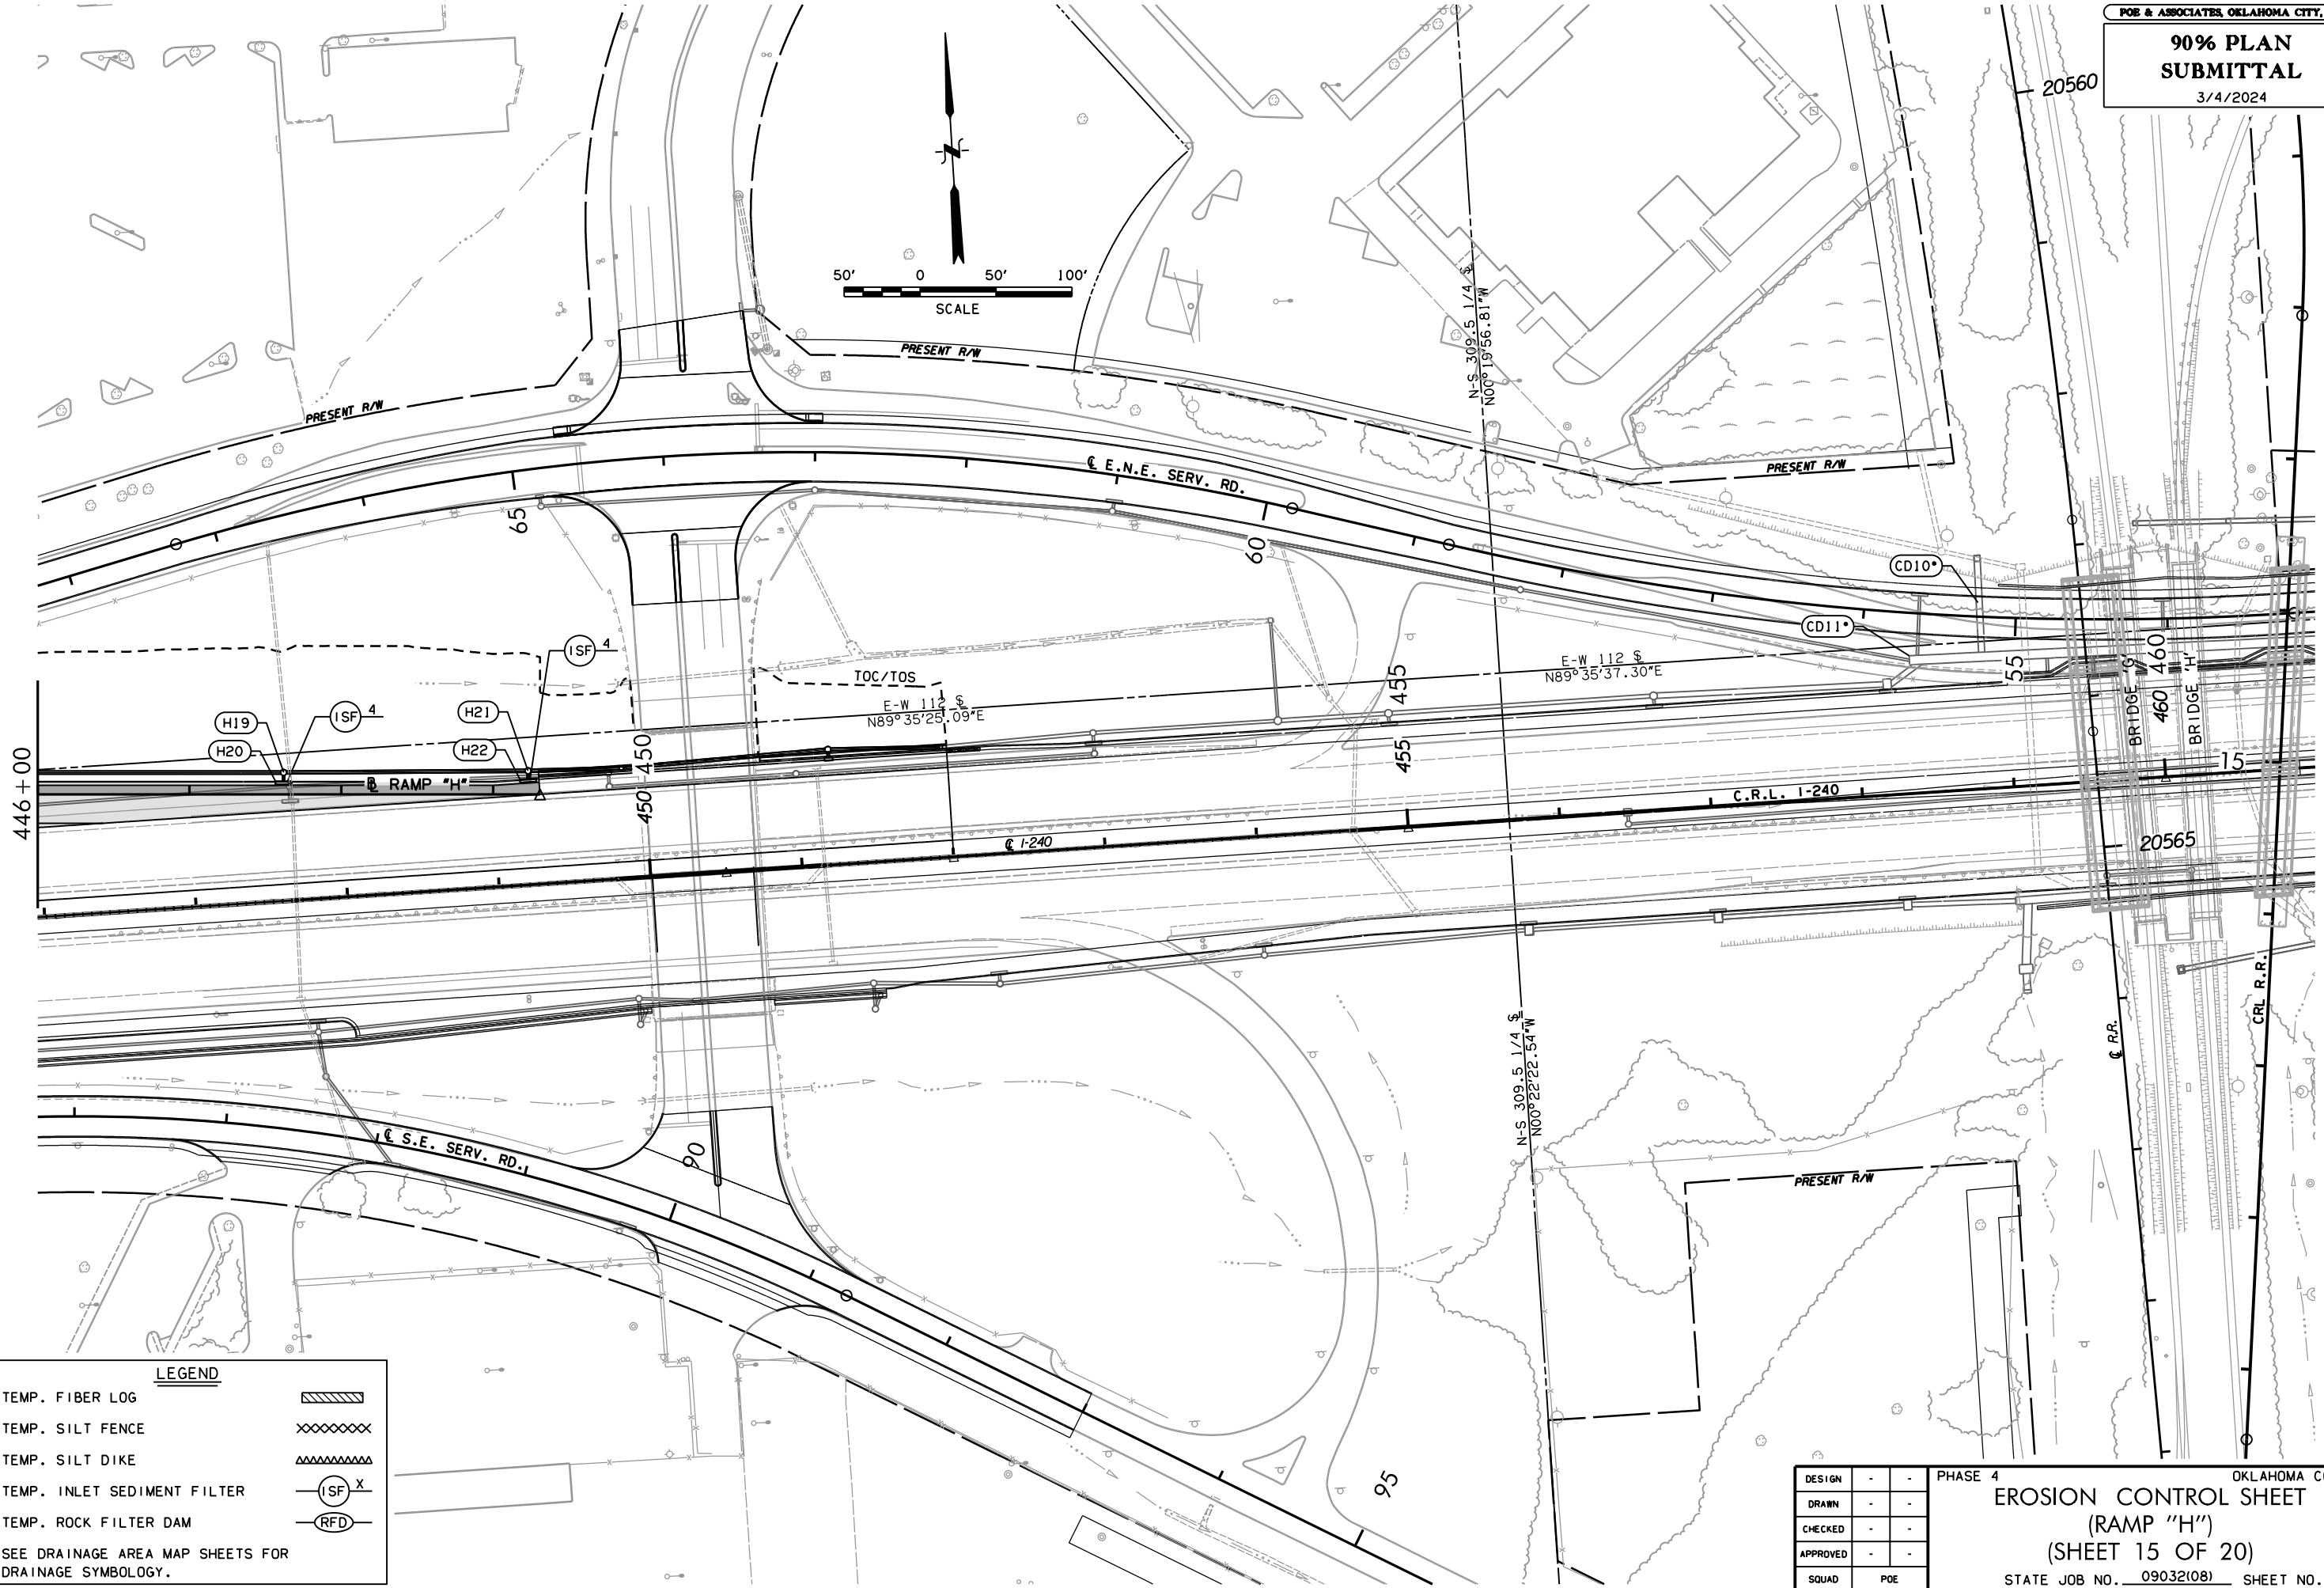 POE & ASSOCIATES, OKLAHOMA CITY,
90% PLAN
SUBMITTAL
3/4/2024
20560
50' 0 50' 100'
SCALE
N-S 309.5 1/4 S
N00°19'56.81"W
PRESENT R/W
PRESENT R/W
PRESENT R/W
℄ E.N.E. SERV. RD.
65
60
CD10*
CD11*
55
ISF 4
TOC/TOS
E-W 112 S
N89°35'25.09"E
455
E-W 112 S
N89°35'37.30"E
BRIDGE 'G'
460
460
BRIDGE 'H'
H19
ISF 4
H21
H20
H22
450
450
455
15
446+00
B RAMP "H"
C.R.L. I-240
℄ I-240
20565
CRL R.R.
℄ R.R.
N-S 309.5 1/4 S
N00°22'22.54"W
℄ S.E. SERV. RD.
90
PRESENT R/W
95
LEGEND
TEMP. FIBER LOG
TEMP. SILT FENCE
TEMP. SILT DIKE
TEMP. INLET SEDIMENT FILTER ISF X
TEMP. ROCK FILTER DAM RFD
SEE DRAINAGE AREA MAP SHEETS FOR
DRAINAGE SYMBOLOGY.
DESIGN - -
DRAWN - -
CHECKED - -
APPROVED - -
SQUAD POE
PHASE 4 OKLAHOMA
EROSION CONTROL SHEET
(RAMP "H")
(SHEET 15 OF 20)
STATE JOB NO. 09032(08) SHEET NO.